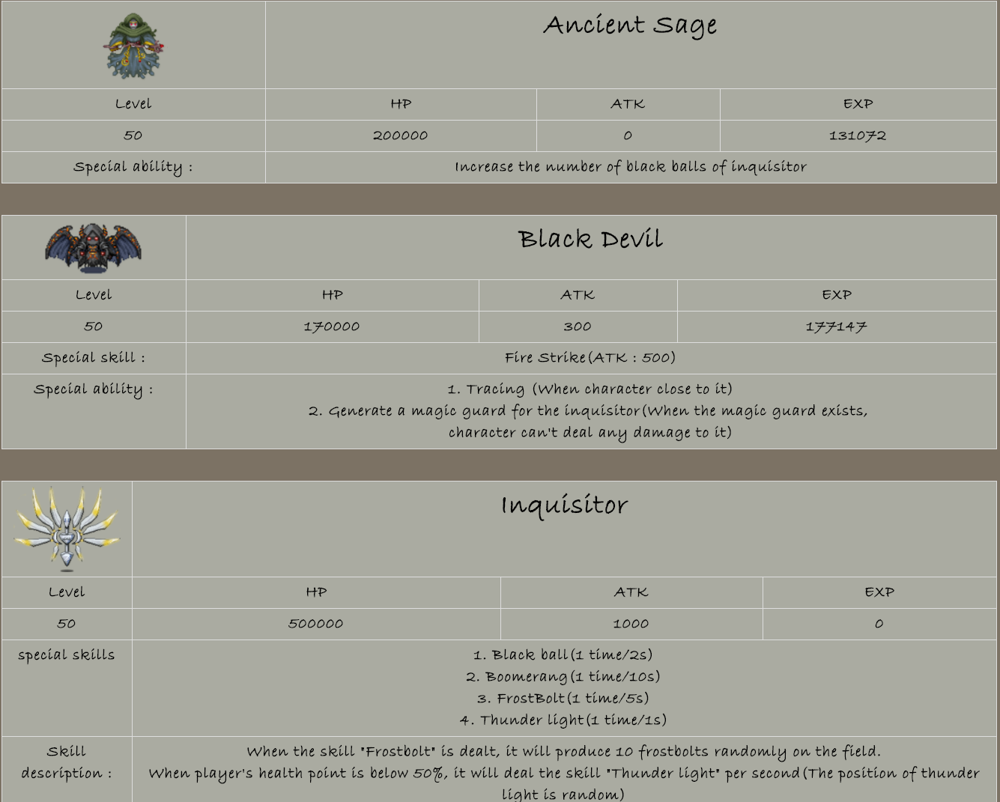 Ancient Sage
Level HP ATK EXP
50 200000 0 131072
Special ability : Increase the number of black balls of inquisitor
Black Devil
Level HP ATK EXP
50 170000 300 177147
Special skill : Fire Strike(ATK : 500)
Special ability : 1. Tracing (When character close to it)
2. Generate a magic guard for the inquisitor(When the magic guard exists,
character can't deal any damage to it)
Inquisitor
Level HP ATK EXP
50 500000 1000 0
special skills 1. Black ball(1 time/2s)
2. Boomerang(1 time/10s)
3. FrostBolt(1 time/5s)
4. Thunder light(1 time/1s)
Skill description :
When the skill "Frostbolt" is dealt, it will produce 10 frostbolts randomly on the field.
When player's health point is below 50%, it will deal the skill "Thunder light" per second(The position of thunder
light is random)